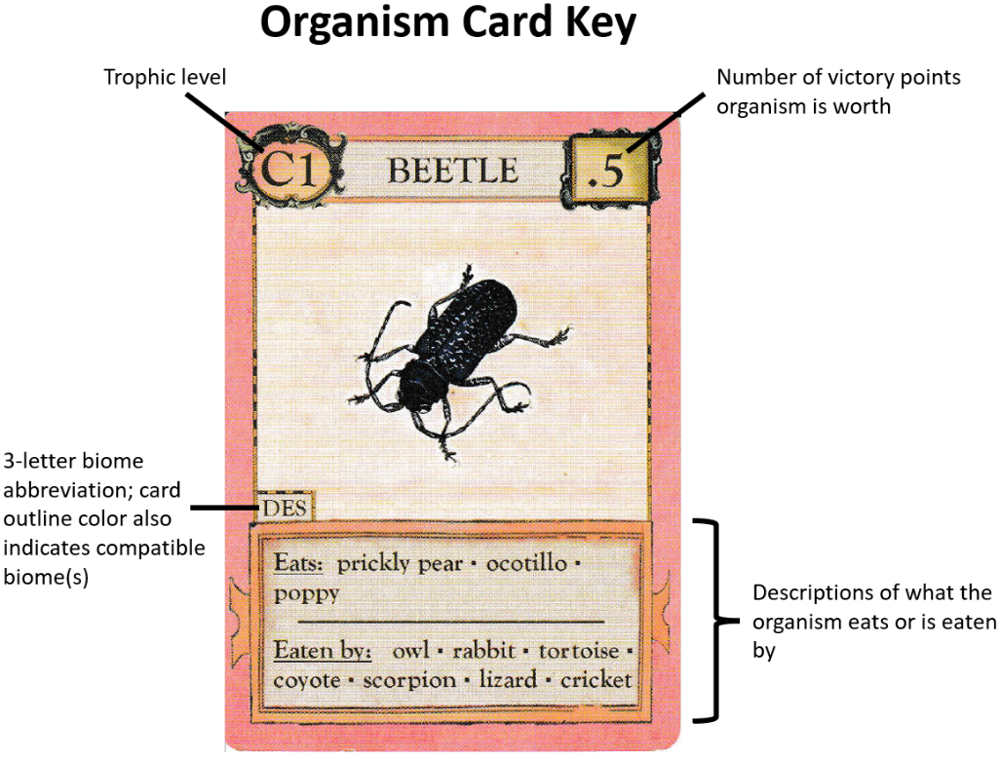 Organism Card Key
Trophic level
Number of victory points
organism is worth
C1
BEETLE
.5
3-letter biome
abbreviation; card
outline color also
indicates compatible
biome(s)
DES
Eats: prickly pear ▪ ocotillo ▪
poppy
Eaten by: owl ▪ rabbit ▪ tortoise ▪
coyote ▪ scorpion ▪ lizard ▪ cricket
Descriptions of what the
organism eats or is eaten
by